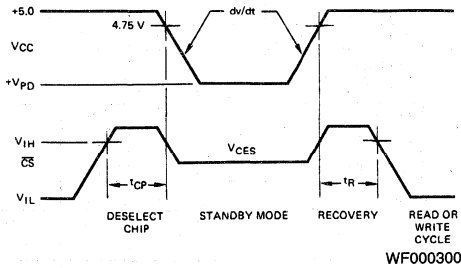 +5.0
4.75 V
dv/dt
VCC
+VPD
VIH
CS
VCES
tCP
tR
VIL
DESELECT
CHIP
STANDBY MODE
RECOVERY
READ OR
WRITE
CYCLE
WF000300